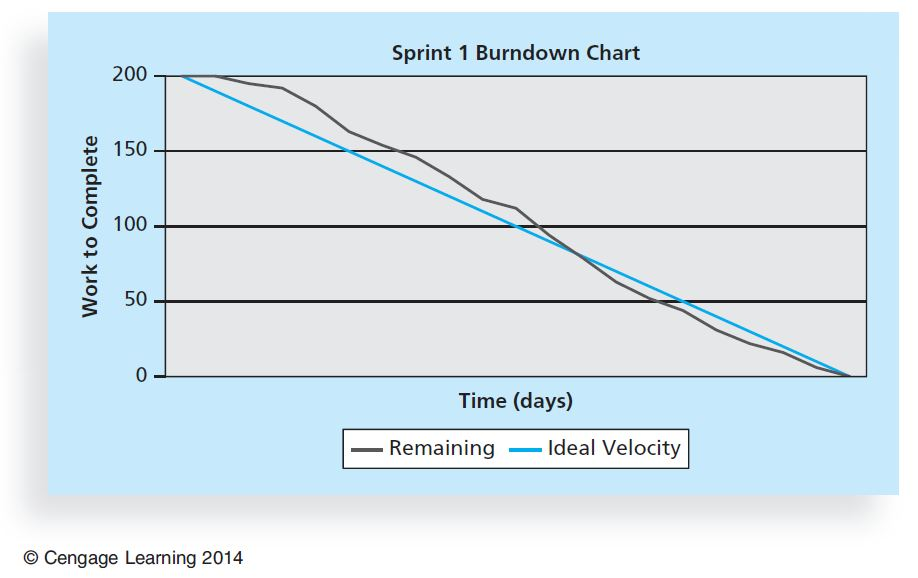 Sprint 1 Burndown Chart
200
150
100
50
0
Work to Complete
Time (days)
Remaining Ideal Velocity
© Cengage Learning 2014